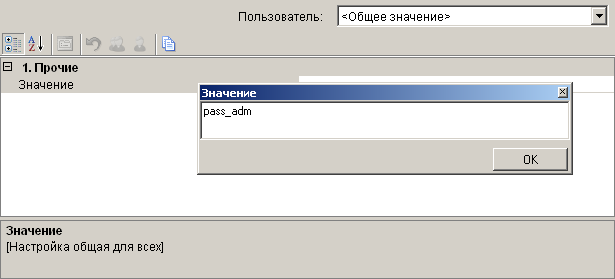 Пользователь: <Общее значение>
1. Прочие
Значение
Значение
pass_adm
OK
Значение
[Настройка общая для всех]